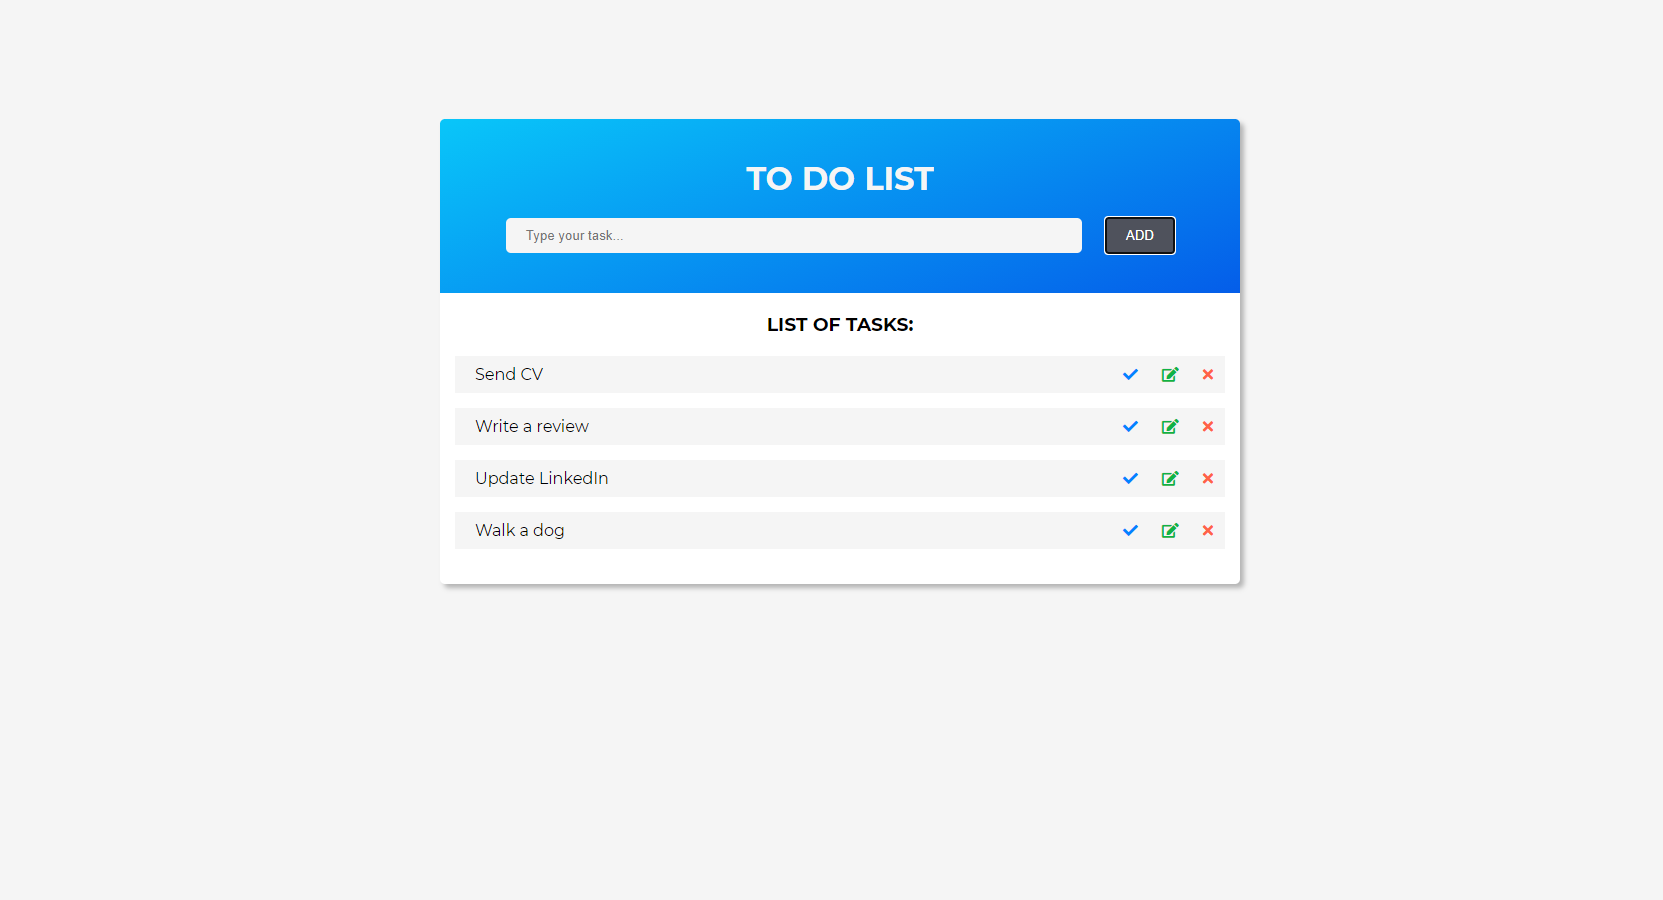 TO DO LIST
Type your task...
ADD
LIST OF TASKS:
Send CV
Write a review
Update LinkedIn
Walk a dog